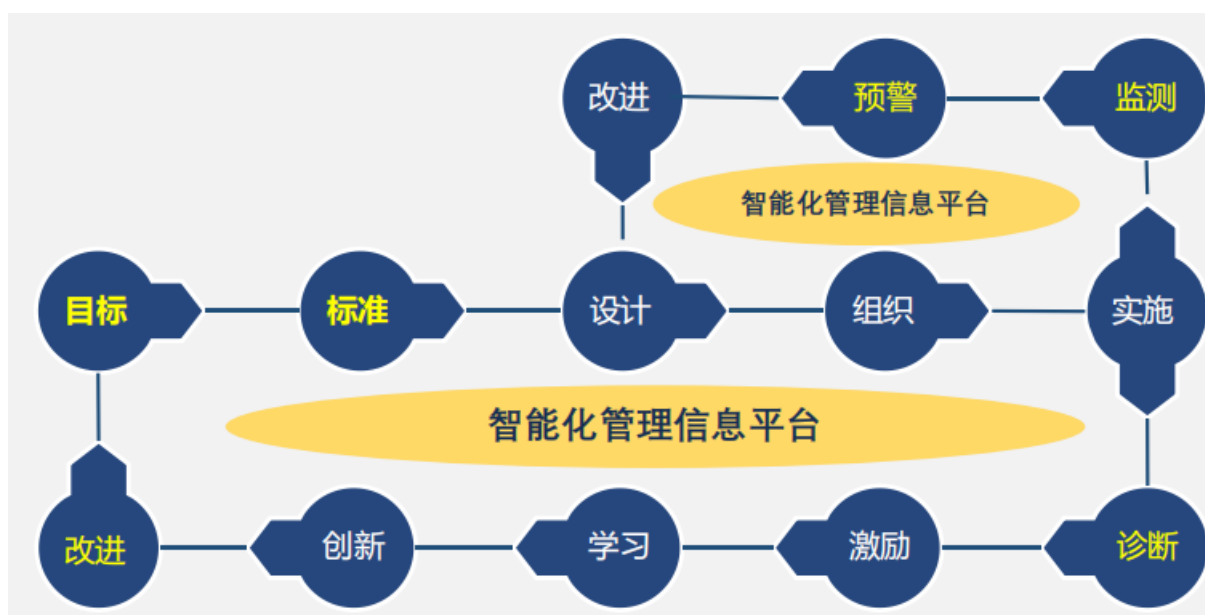 改进
预警
监测
智能化管理信息平台
目标
标准
设计
组织
实施
智能化管理信息平台
改进
创新
学习
激励
诊断